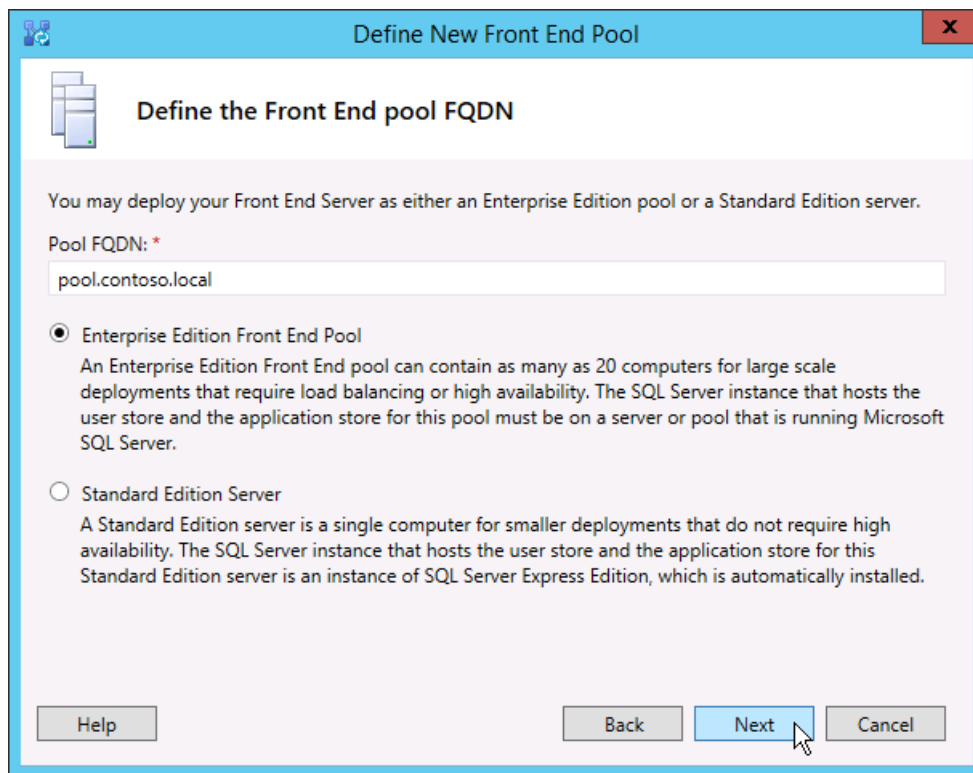 Define New Front End Pool
x
Define the Front End pool FQDN
You may deploy your Front End Server as either an Enterprise Edition pool or a Standard Edition server.
Pool FQDN: *
pool.contoso.local
Enterprise Edition Front End Pool
An Enterprise Edition Front End pool can contain as many as 20 computers for large scale
deployments that require load balancing or high availability. The SQL Server instance that hosts the
user store and the application store for this pool must be on a server or pool that is running Microsoft
SQL Server.
Standard Edition Server
A Standard Edition server is a single computer for smaller deployments that do not require high
availability. The SQL Server instance that hosts the user store and the application store for this
Standard Edition server is an instance of SQL Server Express Edition, which is automatically installed.
Help Back Next Cancel